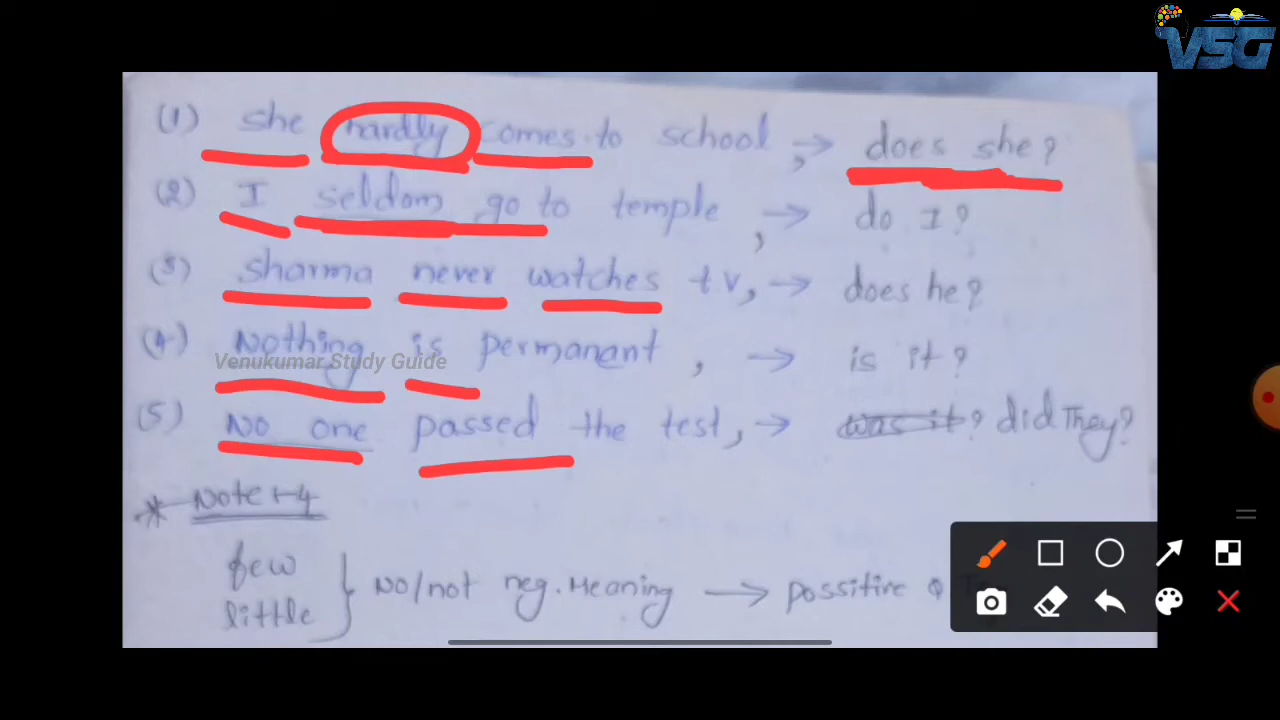 VSG
(1) she hardly comes to school, → does she?
(2) I seldom go to temple, → do I?
(3) sharma never watches t v, → does he?
(4) Nothing is permanant, → is it?
Venukumar Study Guide
(5) No one passed the test, → was it? did They?
* Note :- 4
few
little } No/not neg. Meaning → possitive Q